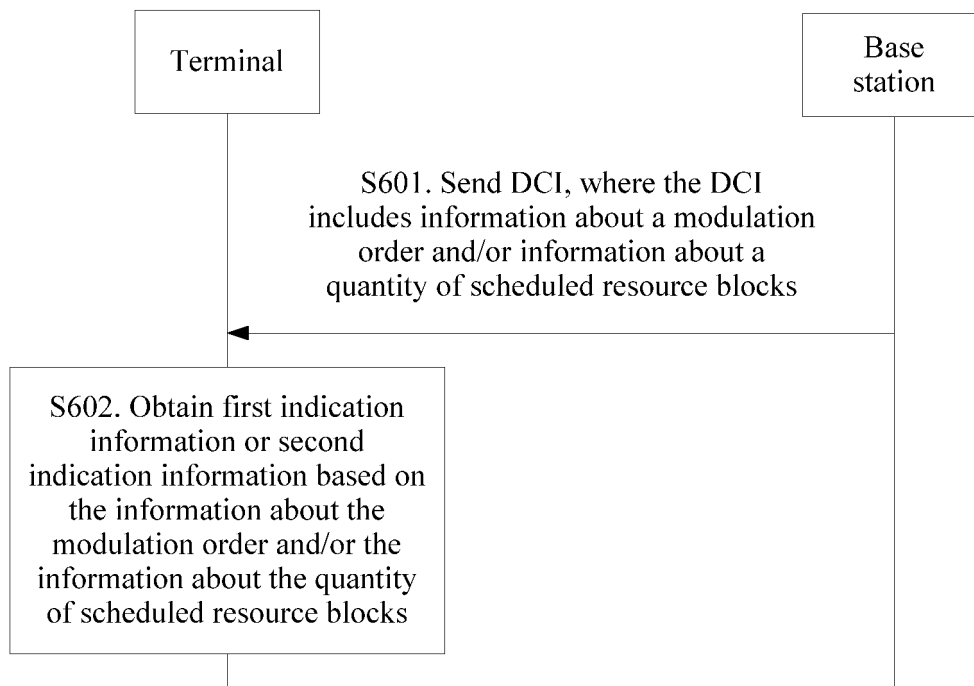 Terminal
Base
station
S601. Send DCI, where the DCI
includes information about a modulation
order and/or information about a
quantity of scheduled resource blocks
S602. Obtain first indication
information or second
indication information based on
the information about the
modulation order and/or the
information about the quantity
of scheduled resource blocks